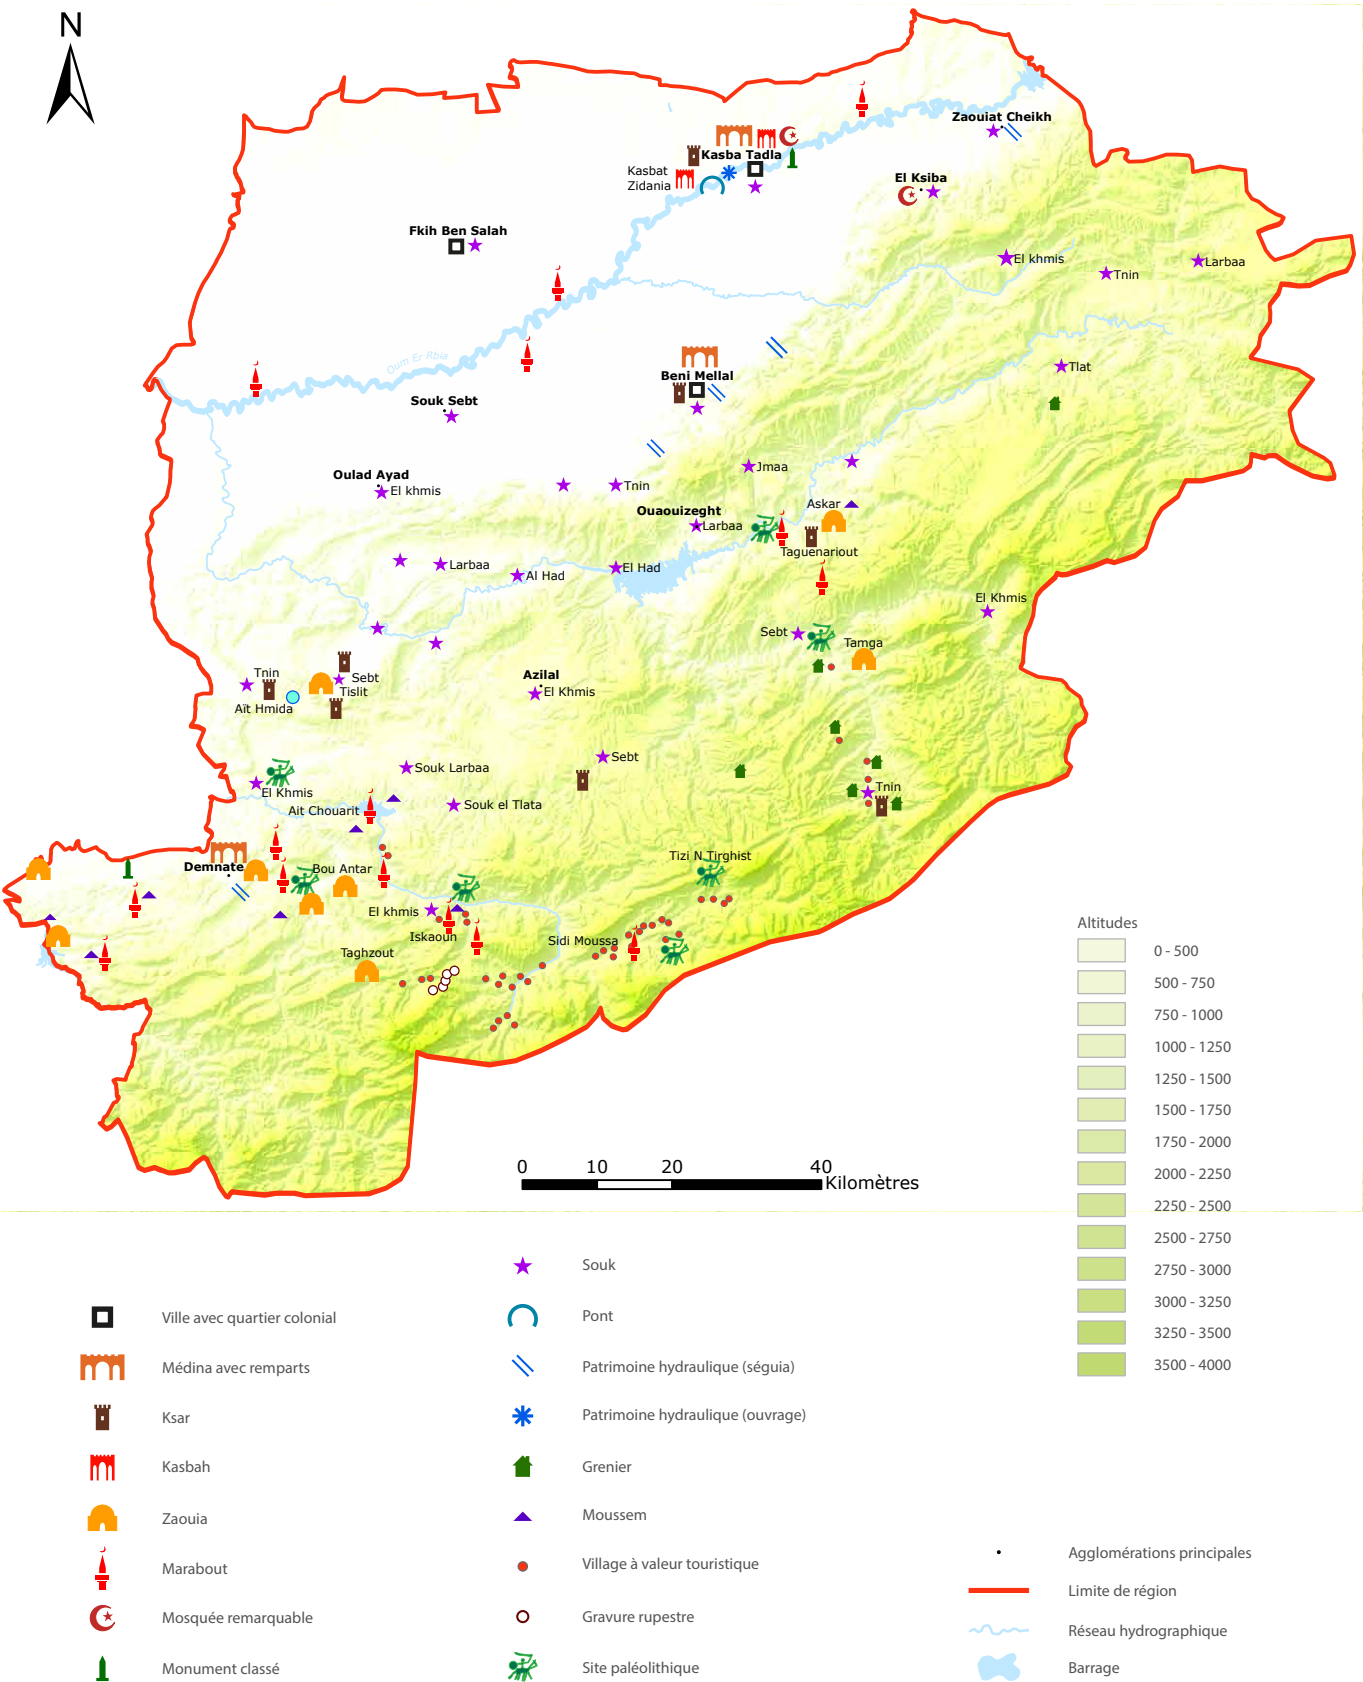 N
Zaouiat Cheikh
Kasba Tadla
Kasbat
Zidania
El Ksiba
Fkih Ben Salah
El khmis
Larbaa
Tnin
Oum Er Rbia
Beni Mellal
Tlat
Souk Sebt
Jmaa
Oulad Ayad
El khmis
Tnin
Askar
Ouaouizeght
Larbaa
Taguenariout
Larbaa
Al Had
El Had
El Khmis
Sebt
Tamga
Tnin
Sebt
Azilal
Tislit
El Khmis
Aït Hmida
Sebt
Souk Larbaa
El Khmis
Tnin
Ait Chouarit
Souk el Tlata
Tizi N Tirghist
Demnate
Bou Antar
El khmis
Iskaoun
Sidi Moussa
Taghzout
Altitudes
0 - 500
500 - 750
750 - 1000
1000 - 1250
1250 - 1500
1500 - 1750
1750 - 2000
2000 - 2250
2250 - 2500
2500 - 2750
2750 - 3000
3000 - 3250
3250 - 3500
3500 - 4000
0 10 20 40
Kilomètres
Ville avec quartier colonial
Médina avec remparts
Ksar
Kasbah
Zaouia
Marabout
Mosquée remarquable
Monument classé
Souk
Pont
Patrimoine hydraulique (séguia)
Patrimoine hydraulique (ouvrage)
Grenier
Moussem
Village à valeur touristique
Gravure rupestre
Site paléolithique
Agglomérations principales
Limite de région
Réseau hydrographique
Barrage